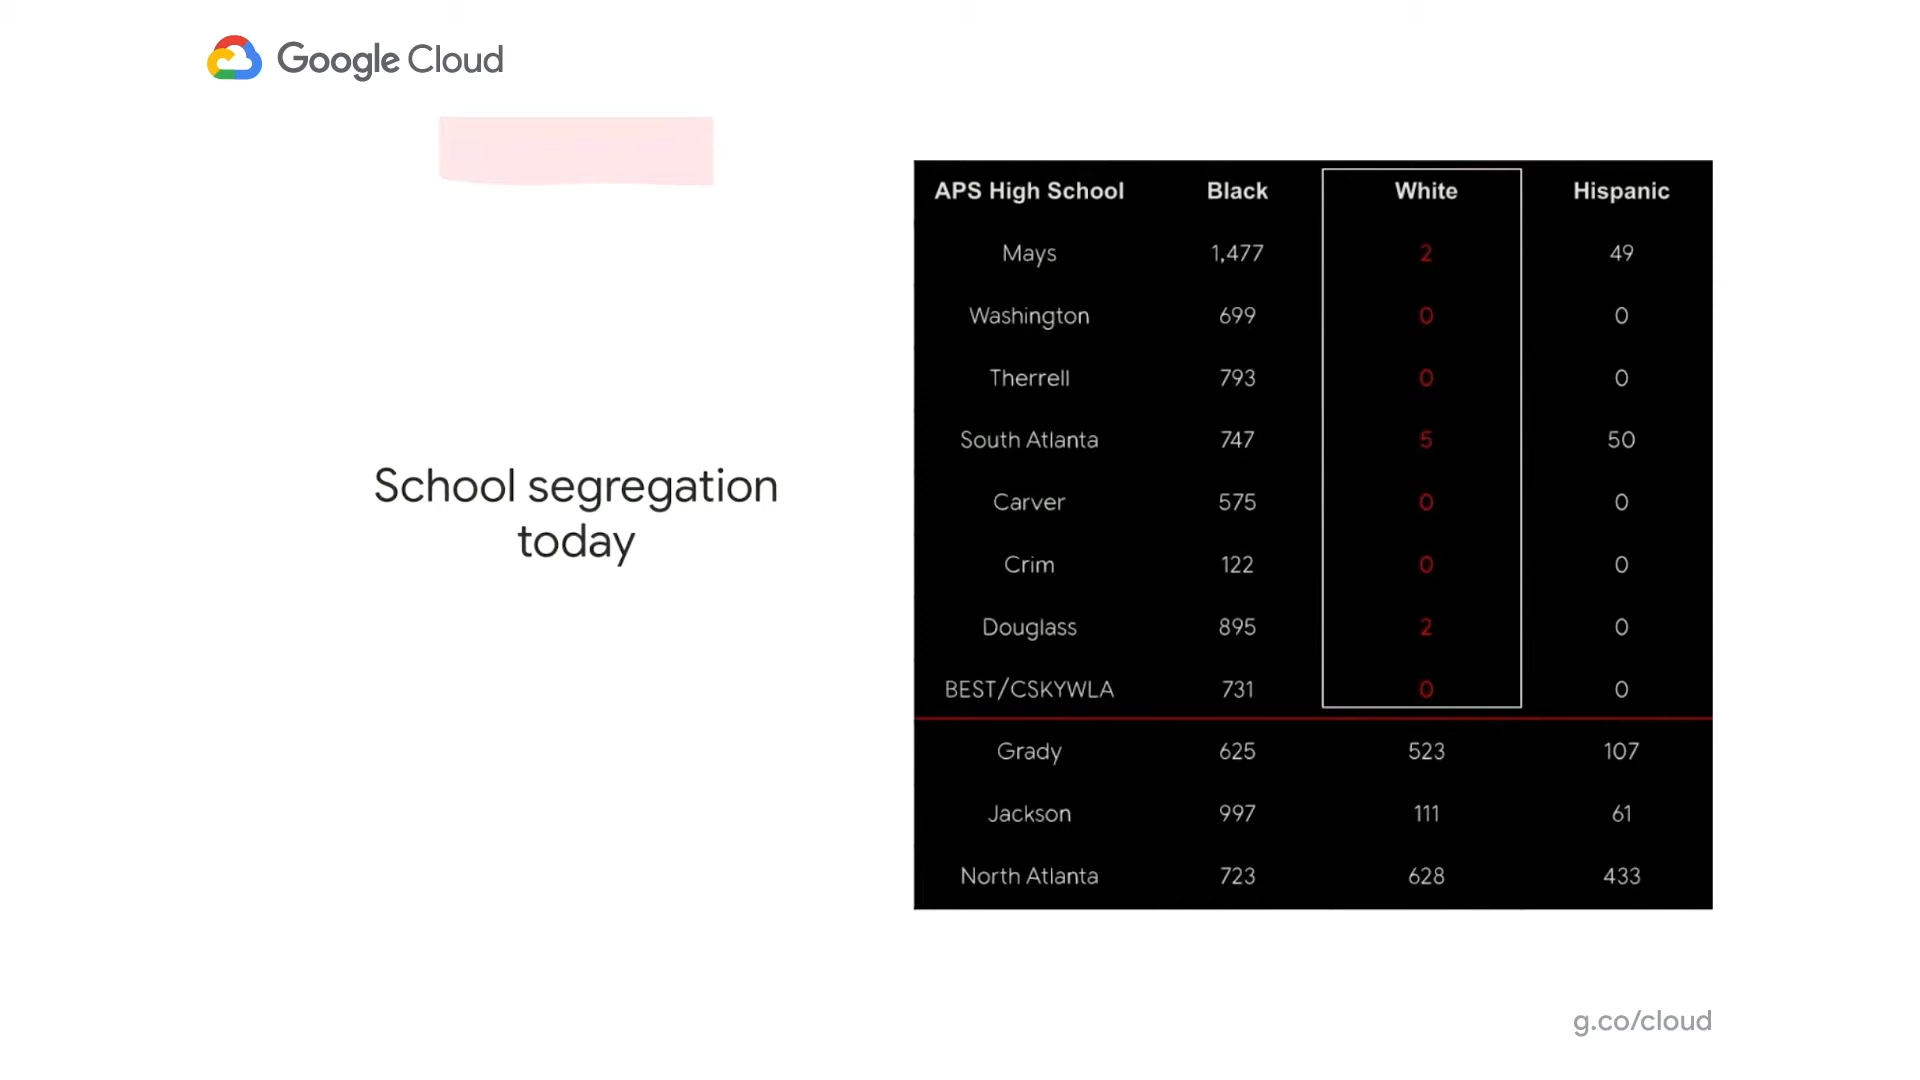 Google Cloud
School segregation
today
APS High School Black White Hispanic
Mays 1,477 2 49
Washington 699 0 0
Therrell 793 0 0
South Atlanta 747 5 50
Carver 575 0 0
Crim 122 0 0
Douglass 895 2 0
BEST/CSKYWLA 731 0 0
Grady 625 523 107
Jackson 997 111 61
North Atlanta 723 628 433
g.co/cloud